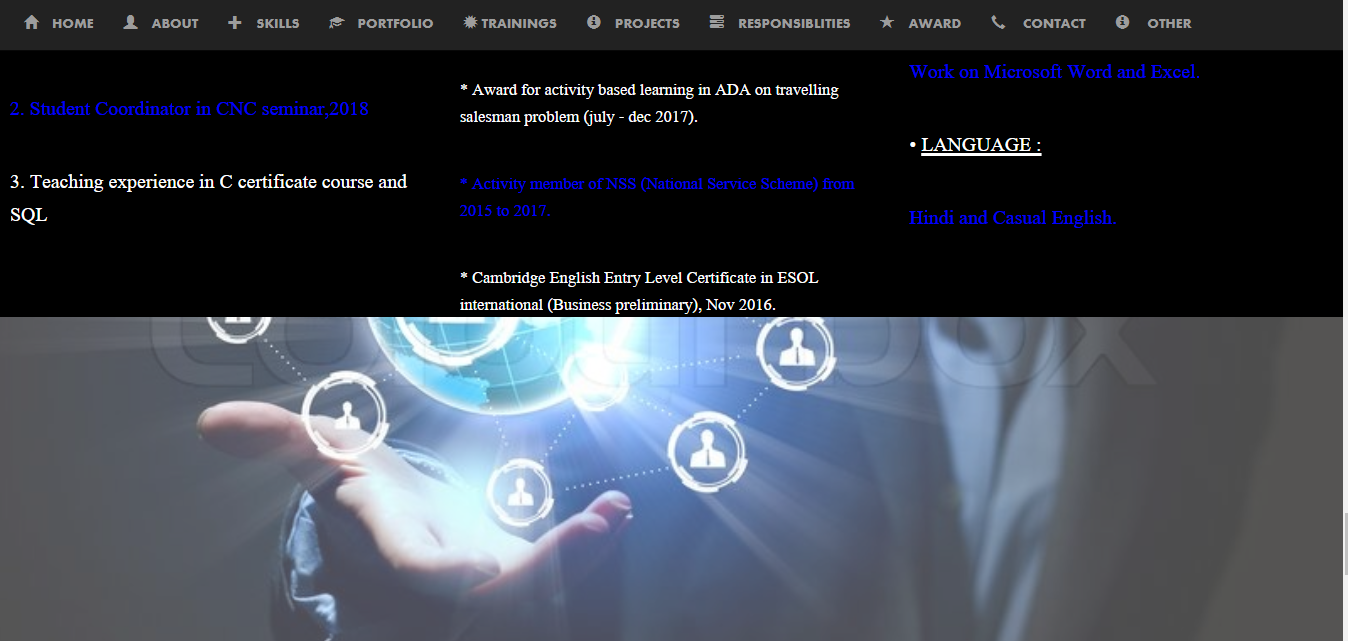 HOME ABOUT SKILLS PORTFOLIO TRAININGS PROJECTS RESPONSIBLITIES AWARD CONTACT OTHER
2. Student Coordinator in CNC seminar,2018
3. Teaching experience in C certificate course and
SQL
* Award for activity based learning in ADA on travelling
salesman problem (july - dec 2017).
* Activity member of NSS (National Service Scheme) from
2015 to 2017.
* Cambridge English Entry Level Certificate in ESOL
international (Business preliminary), Nov 2016.
Work on Microsoft Word and Excel.
• LANGUAGE :
Hindi and Casual English.